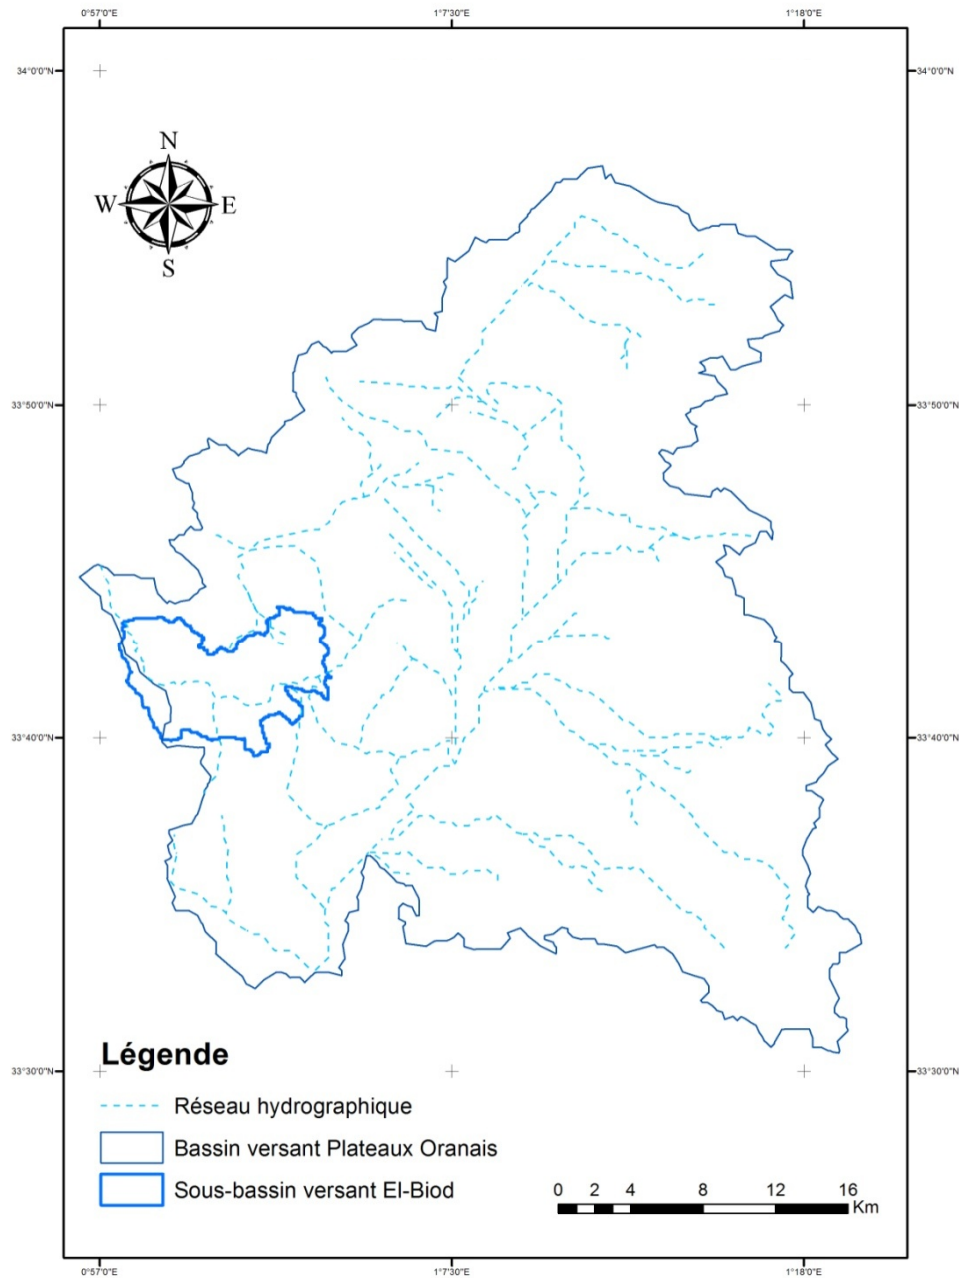 0°57'0"E 1°7'30"E 1°18'0"E
34°0'0"N 34°0'0"N
N
W E
S
33°50'0"N 33°50'0"N
33°40'0"N 33°40'0"N
Légende
33°30'0"N 33°30'0"N
Réseau hydrographique
Bassin versant Plateaux Oranais
Sous-bassin versant El-Biod
0 2 4 8 12 16
Km
0°57'0"E 1°7'30"E 1°18'0"E